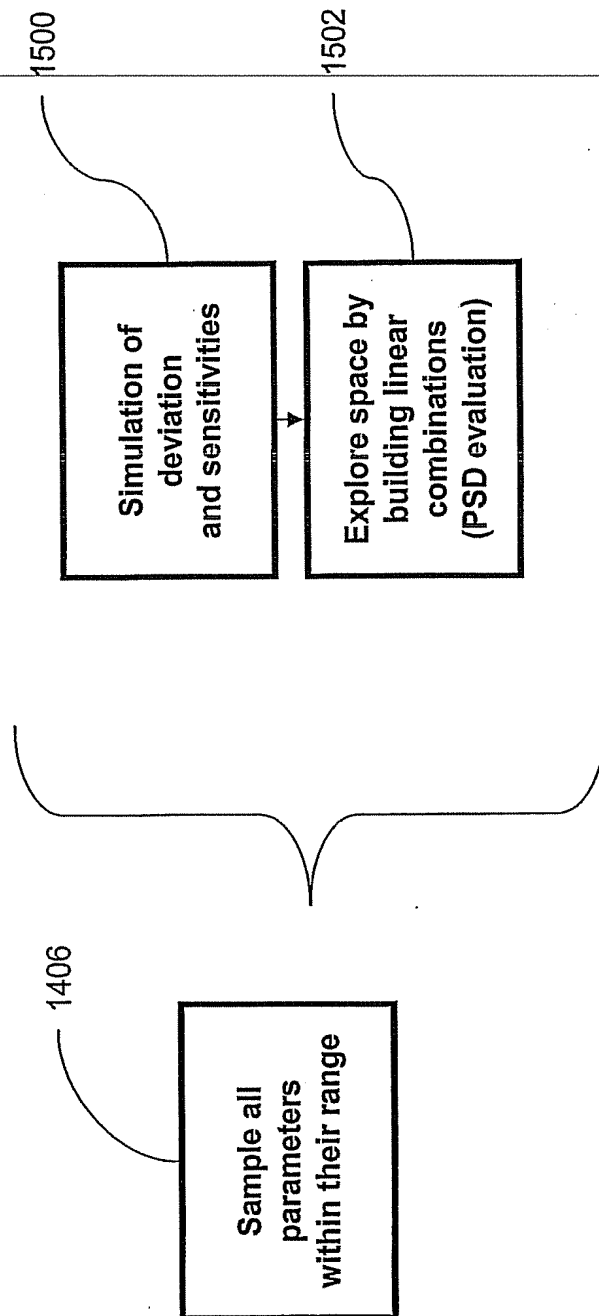 1406
Sample all
parameters
within their range
1500
Simulation of
deviation
and sensitivities
1502
Explore space by
building linear
combinations
(PSD evaluation)